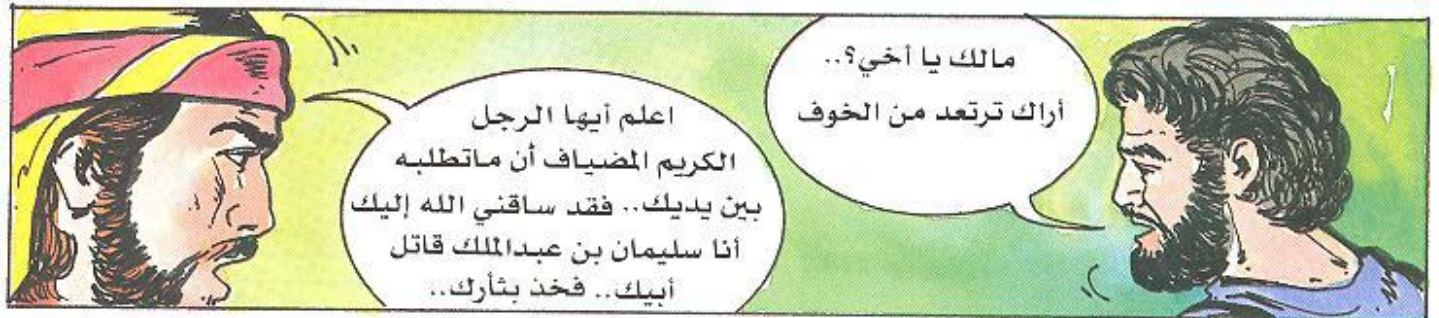 مالك يا أخي؟..
أراك ترتعد من الخوف
اعلم أيها الرجل
الكريم المضياف أن ماتطلبه
بين يديك.. فقد ساقني الله إليك
أنا سليمان بن عبدالملك قاتل
أبيك.. فخذ بثأرك..